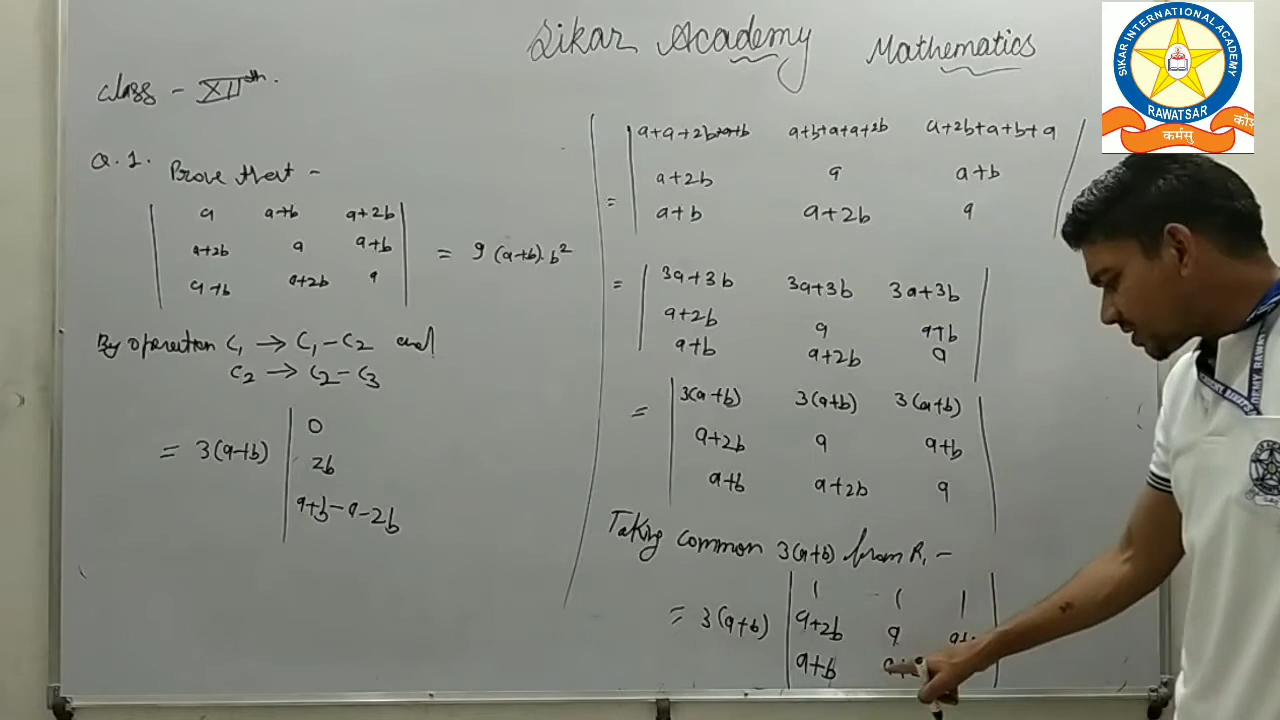 Sikar Academy Mathematics
Class - XIIth.
Q.1. Prove that -
| a a+b a+2b |
| a+2b a a+b | = 9 (a+b). b²
| a+b a+2b a |
By operation C₁ → C₁-C₂ and
C₂ → C₂-C₃
= 3(a+b) | 0
2b
a+b-a-2b
= | a+a+2b+a+b a+b+a+a+2b a+2b+a+b+a |
| a+2b a a+b |
| a+b a+2b a |
= | 3a+3b 3a+3b 3a+3b |
| a+2b a a+b |
| a+b a+2b a |
= | 3(a+b) 3(a+b) 3(a+b) |
| a+2b a a+b |
| a+b a+2b a |
Taking common 3(a+b) from R₁ -
= 3(a+b) | 1 1 1 |
| a+2b a
| a+b
SIKAR INTERNATIONAL ACADEMY
RAWATSAR
कर्मसु